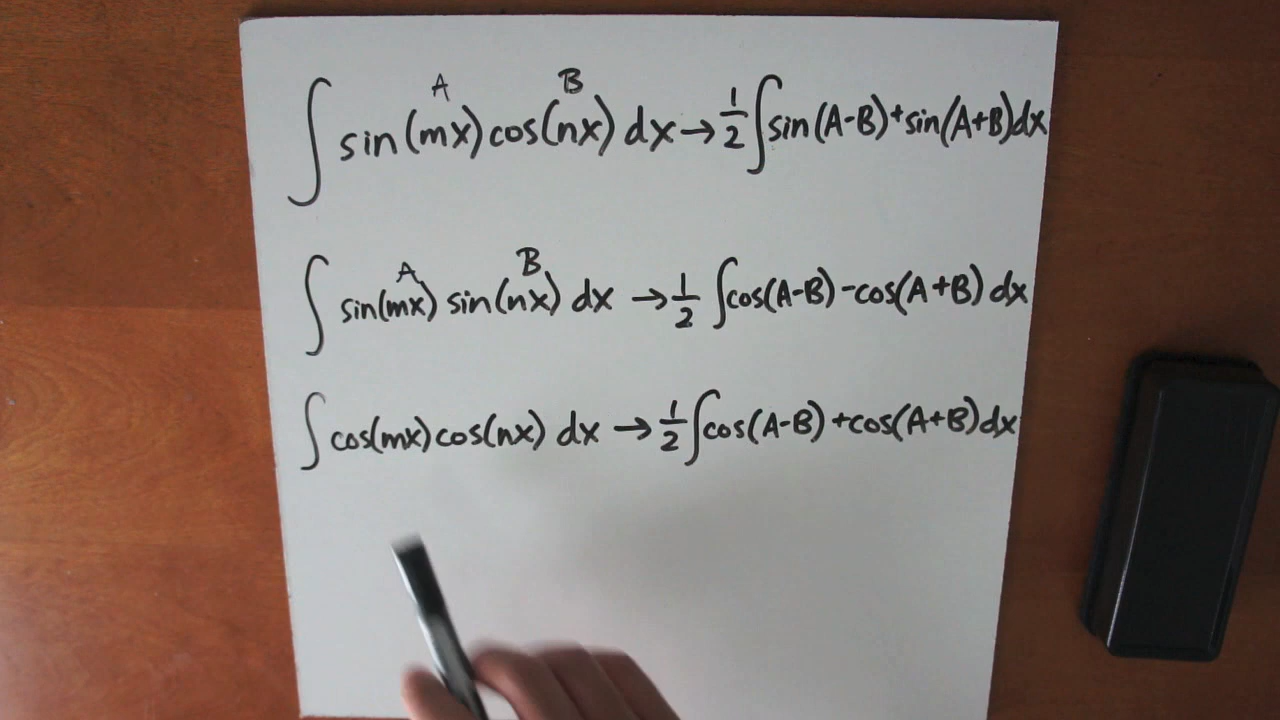 A B
∫ sin(mx) cos(nx) dx → 1/2 ∫ sin(A-B) + sin(A+B) dx
A B
∫ sin(mx) sin(nx) dx → 1/2 ∫ cos(A-B) - cos(A+B) dx
∫ cos(mx) cos(nx) dx → 1/2 ∫ cos(A-B) + cos(A+B) dx